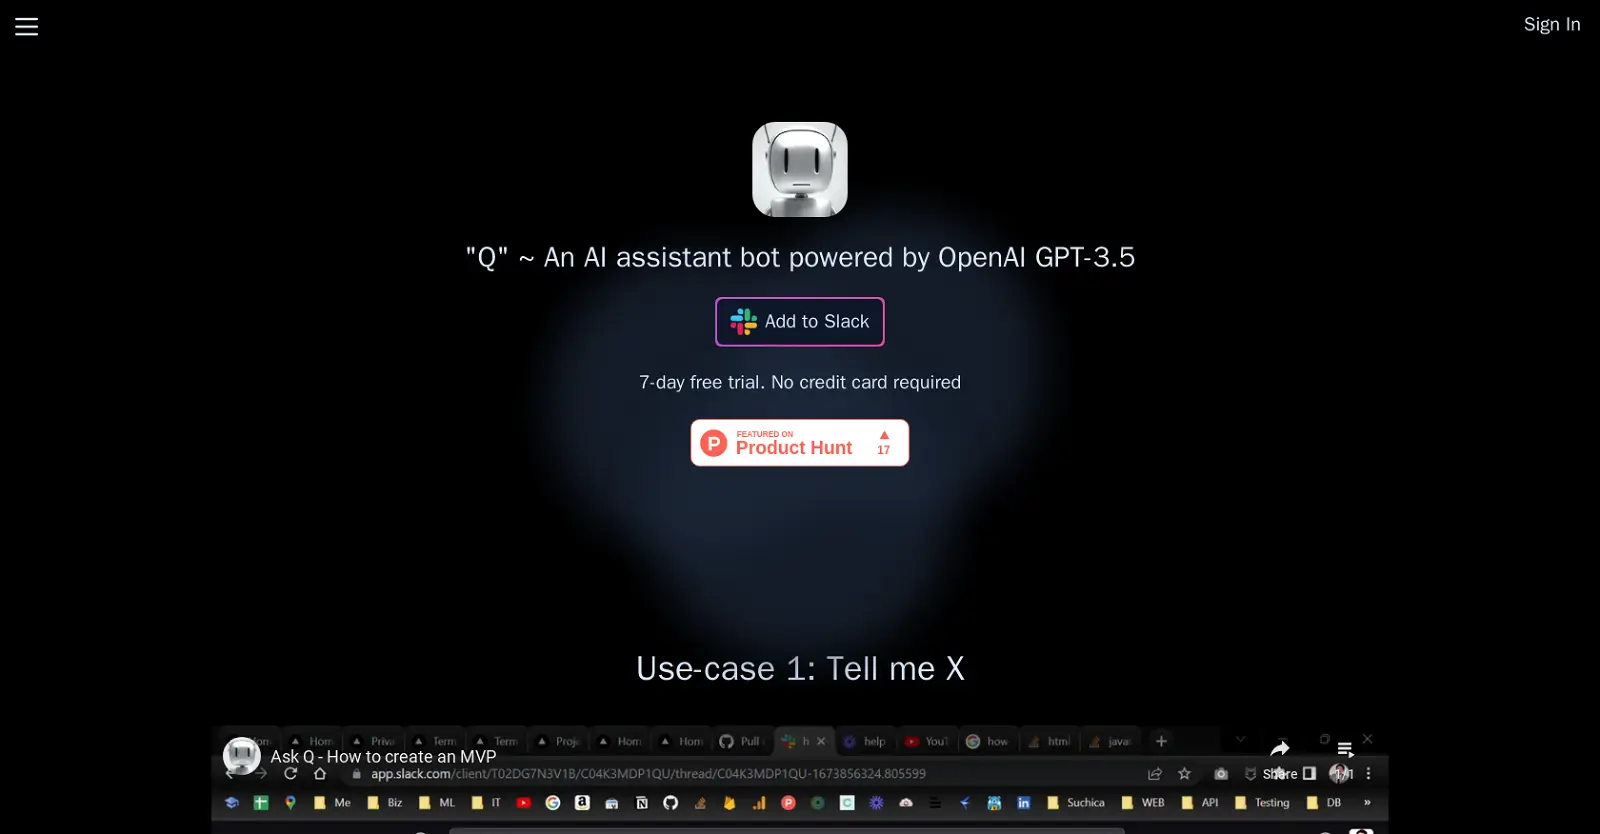 Sign In
"Q" ~ An AI assistant bot powered by OpenAI GPT-3.5
Add to Slack
7-day free trial. No credit card required
FEATURED ON
Product Hunt
17
Use-case 1: Tell me X
Hom Priva Term Term Proje Hom Hom Pull h help YouT how html java
Ask Q - How to create an MVP
app.slack.com/client/T02DG7N3V1B/C04K3MDP1QU/thread/C04K3MDP1QU-1673856324.805599
Share 1/1
Me Biz ML IT Suchica WEB API Testing DB »